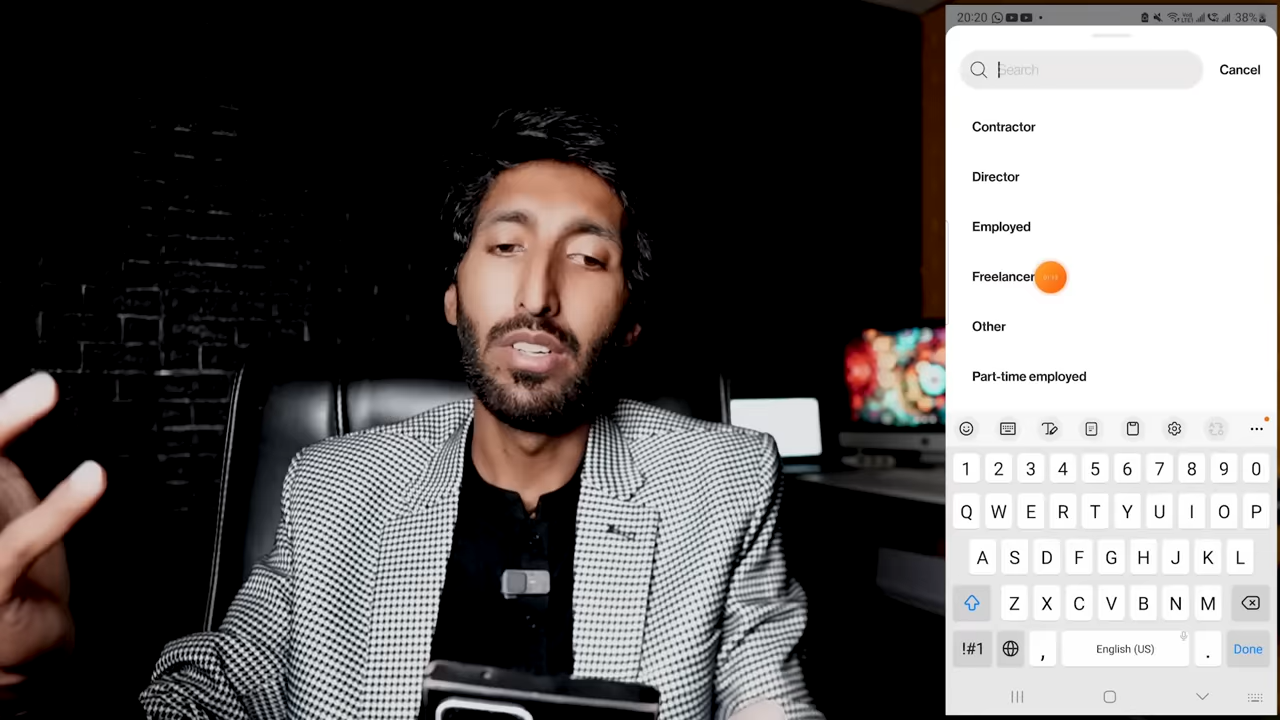 20:20 38%
Search Cancel
Contractor
Director
Employed
Freelancer
Other
Part-time employed
1 2 3 4 5 6 7 8 9 0
Q W E R T Y U I O P
A S D F G H J K L
Z X C V B N M
!#1 , English (US) . Done